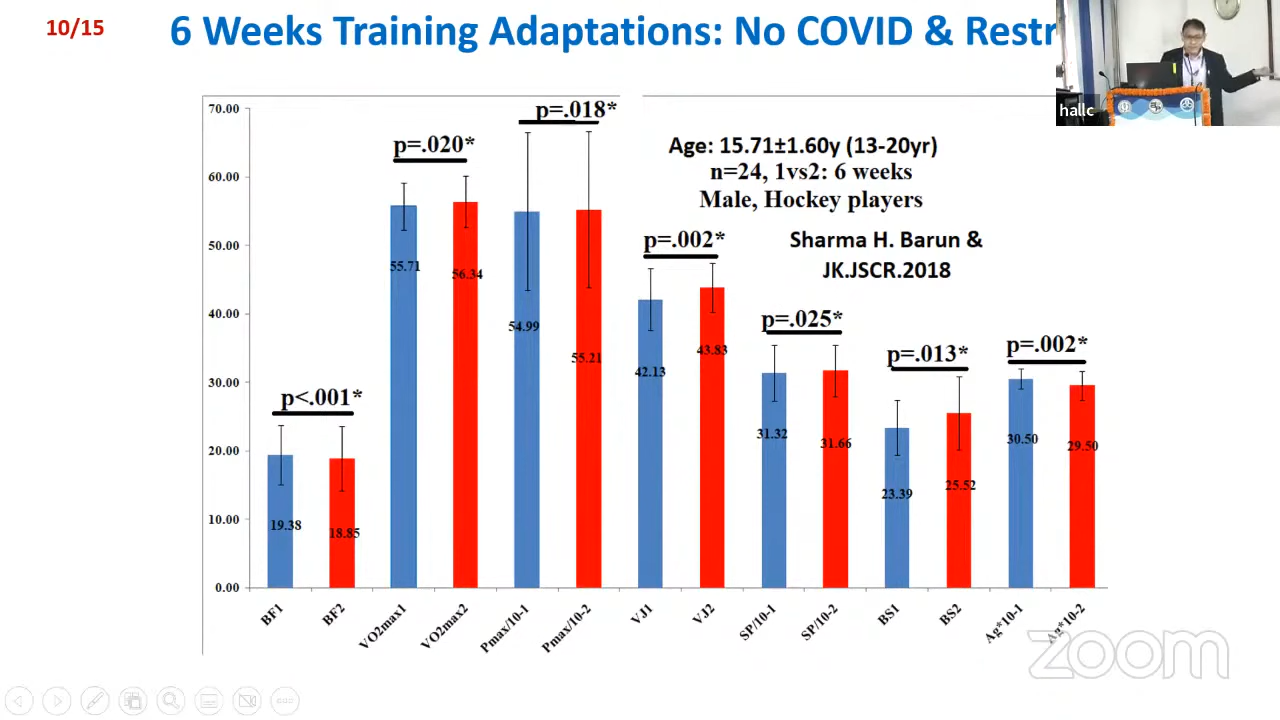 10/15
6 Weeks Training Adaptations: No COVID & Restr
hallc
70.00
60.00
50.00
40.00
30.00
20.00
10.00
0.00
p<.001*
p=.020*
p=.018*
p=.002*
p=.025*
p=.013*
p=.002*
Age: 15.71±1.60y (13-20yr)
n=24, 1vs2: 6 weeks
Male, Hockey players
Sharma H. Barun &
JK.JSCR.2018
19.38
18.85
55.71
56.34
54.99
55.21
42.13
43.83
31.32
31.66
23.39
25.52
30.50
29.50
BF1
BF2
VO2max1
VO2max2
Pmax/10-1
Pmax/10-2
VJ1
VJ2
SP/10-1
SP/10-2
BS1
BS2
Ag*10-1
Ag*10-2
zoom